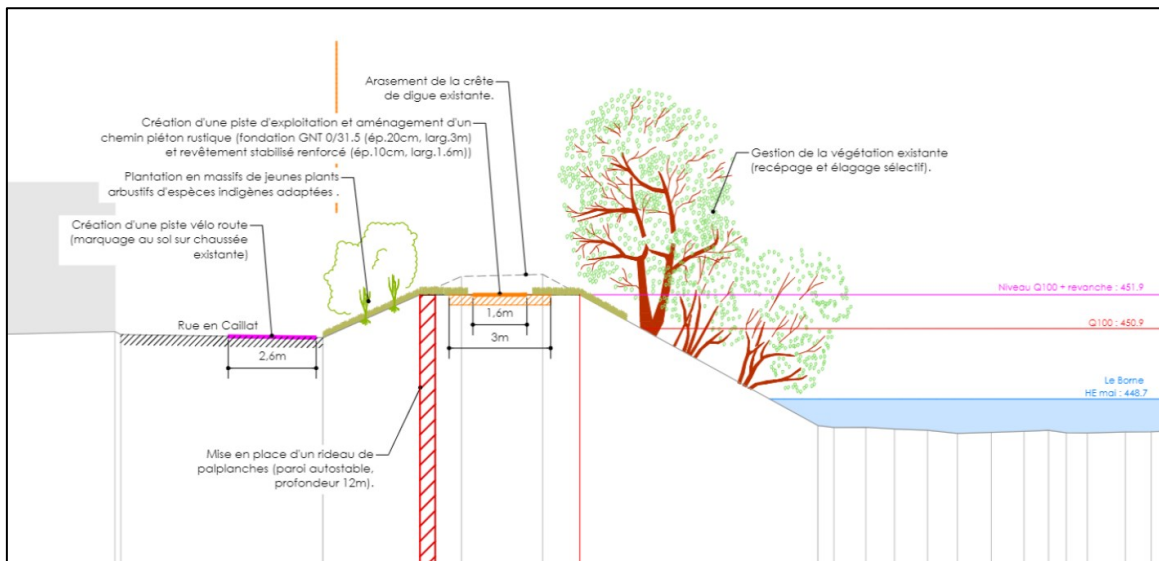 Arasement de la crête
de digue existante.
Création d'une piste d'exploitation et aménagement d'un
chemin piéton rustique (fondation GNT 0/31.5 (ép.20cm, larg.3m)
et revêtement stabilisé renforcé (ép.10cm, larg.1.6m))
Plantation en massifs de jeunes plants
arbustifs d'espèces indigènes adaptées .
Création d'une piste vélo route
(marquage au sol sur chaussée
existante)
Gestion de la végétation existante
(recépage et élagage sélectif).
Niveau Q100 + revanche : 451.9
Q100 : 450.9
Rue en Caillat
1,6m
3m
2,6m
Le Borne
HE mai : 448.7
Mise en place d'un rideau de
palplanches (paroi autostable,
profondeur 12m).